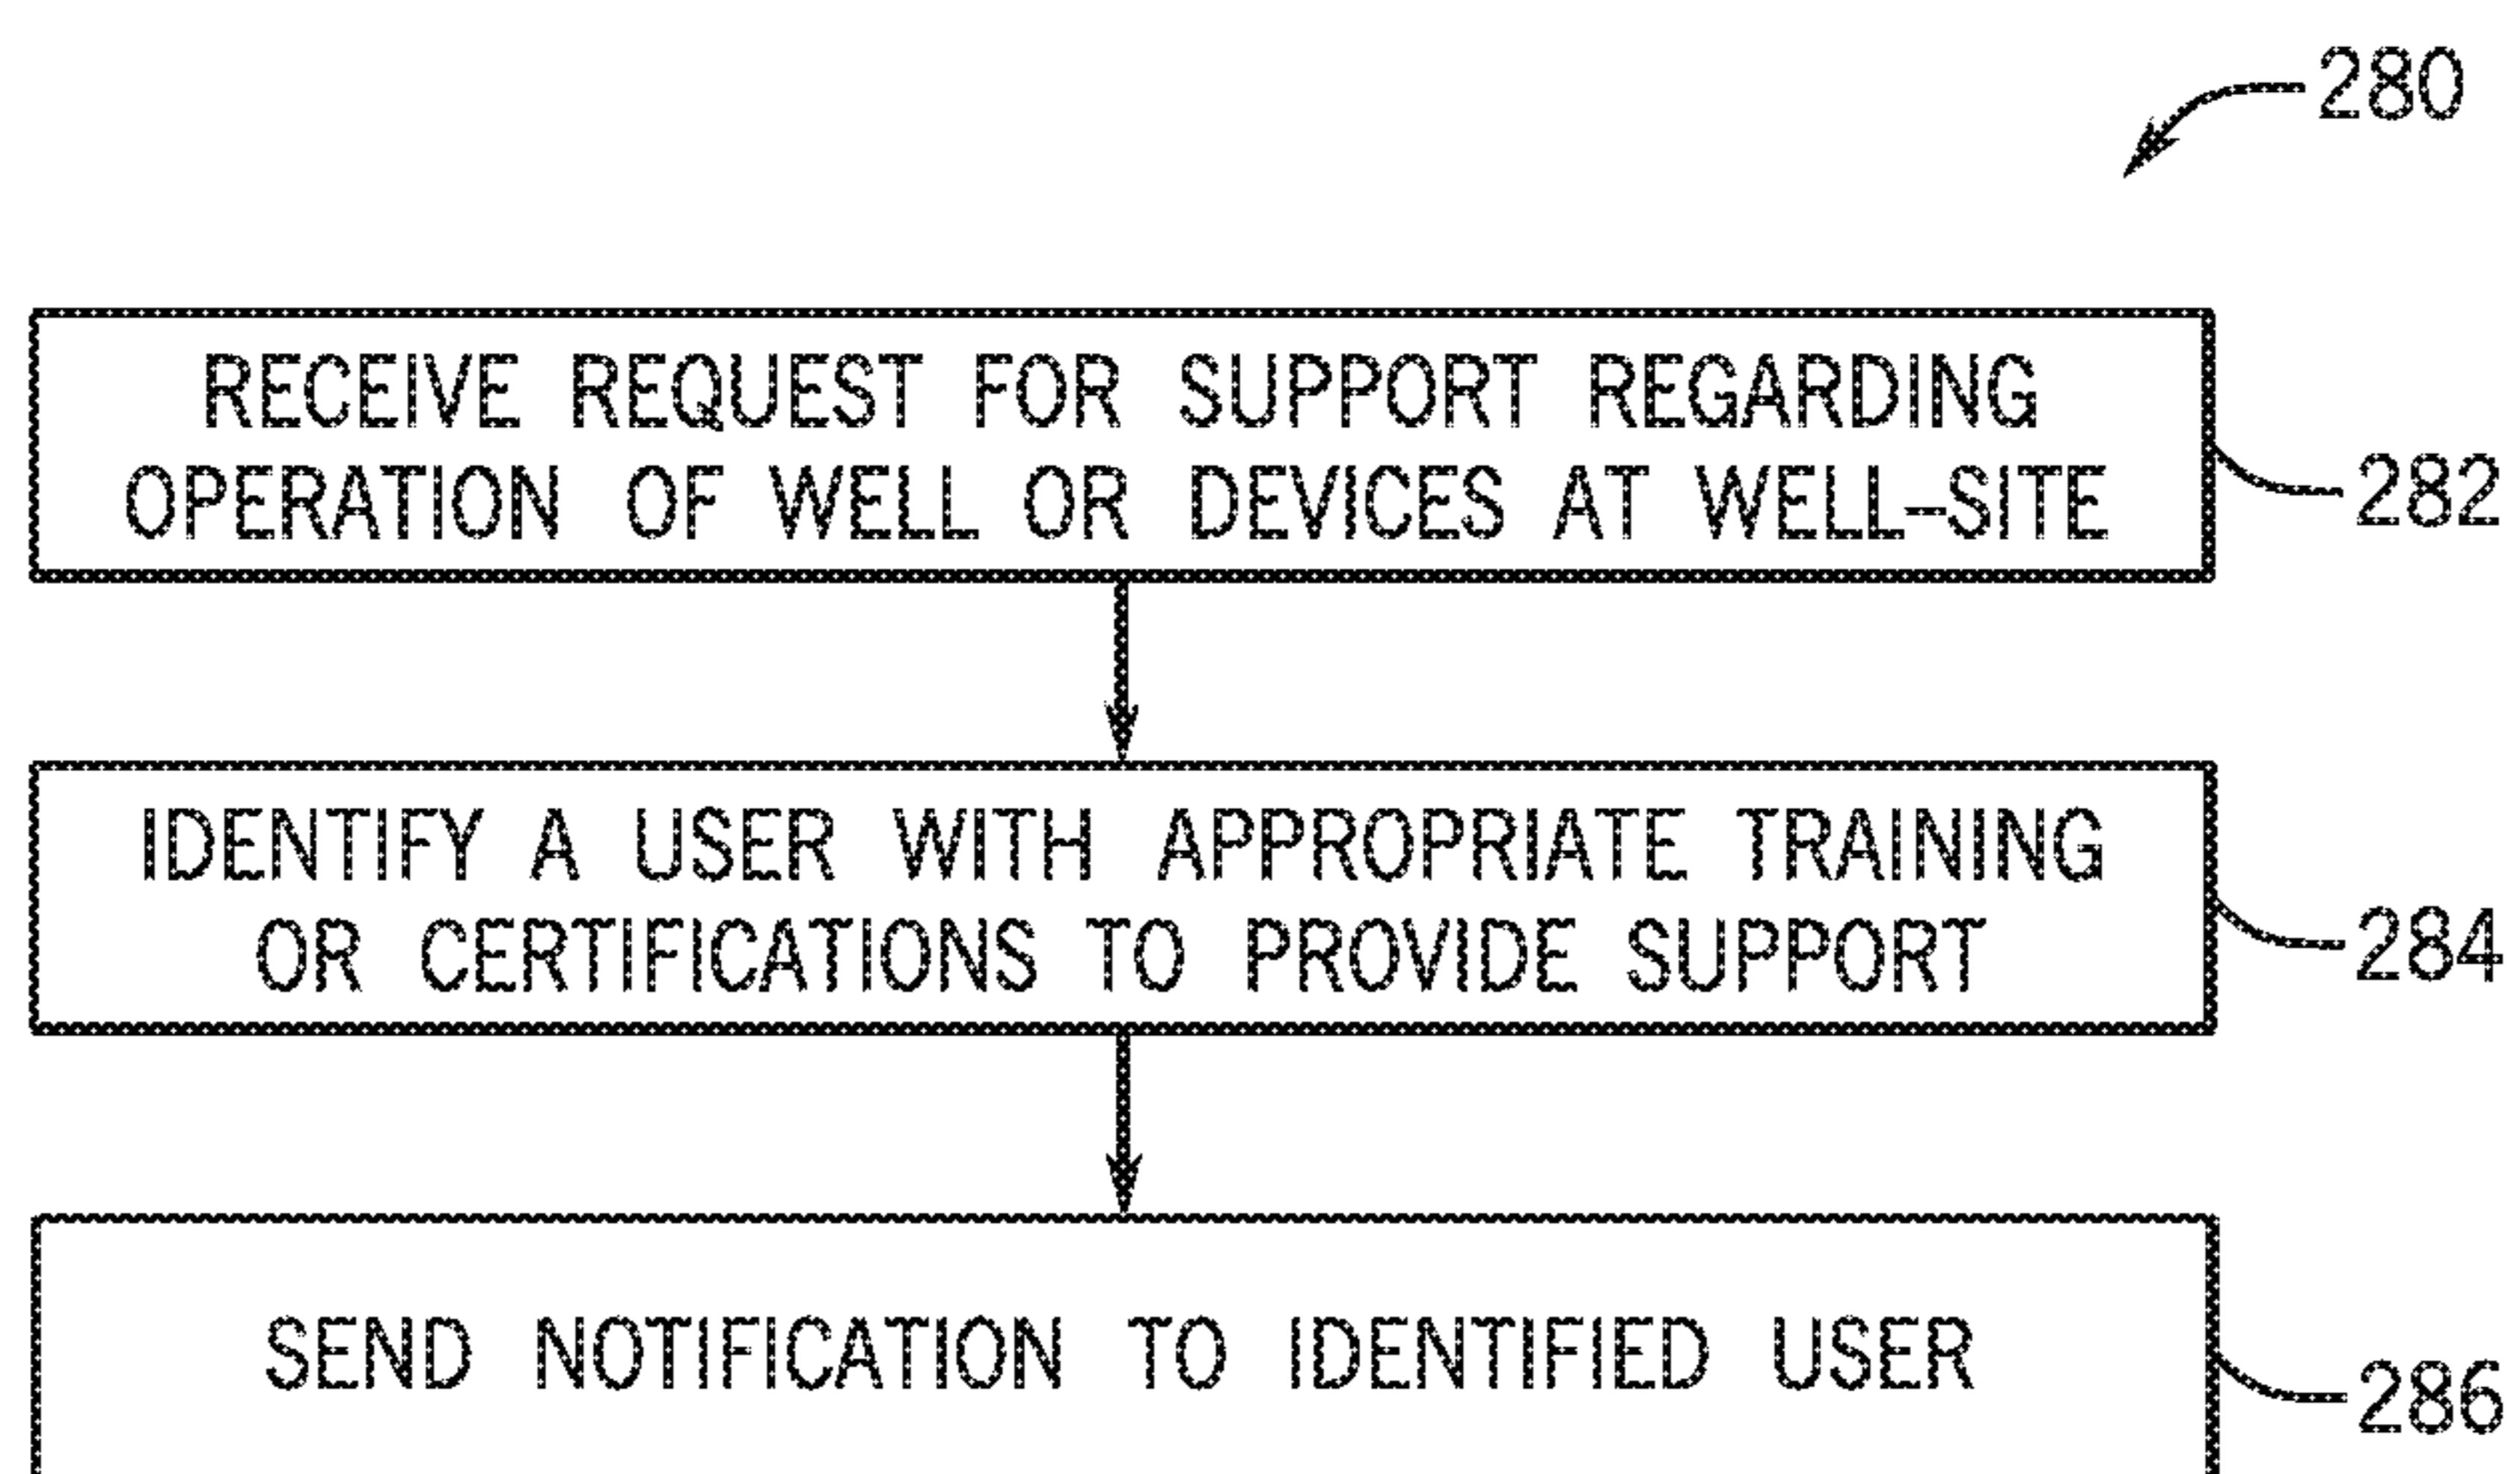 280
RECEIVE REQUEST FOR SUPPORT REGARDING
OPERATION OF WELL OR DEVICES AT WELL-SITE
282
IDENTIFY A USER WITH APPROPRIATE TRAINING
OR CERTIFICATIONS TO PROVIDE SUPPORT
284
SEND NOTIFICATION TO IDENTIFIED USER
286